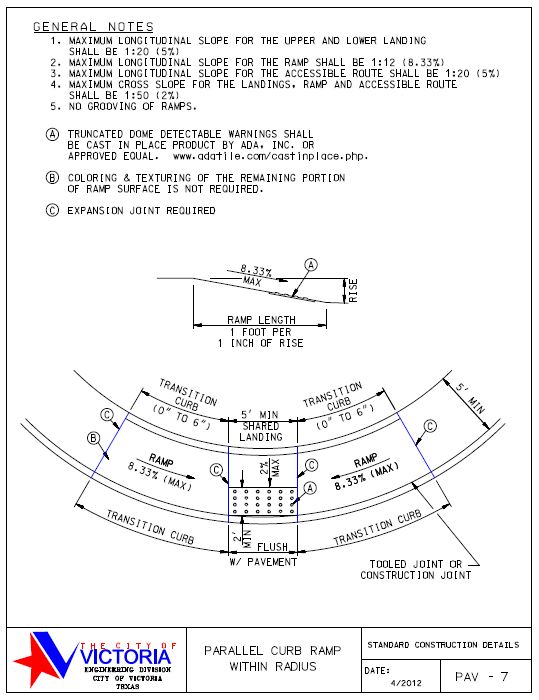 GENERAL NOTES
1. MAXIMUM LONGITUDINAL SLOPE FOR THE UPPER AND LOWER LANDING
SHALL BE 1:20 (5%)
2. MAXIMUM LONGITUDINAL SLOPE FOR THE RAMP SHALL BE 1:12 (8.33%)
3. MAXIMUM LONGITUDINAL SLOPE FOR THE ACCESSIBLE ROUTE SHALL BE 1:20 (5%)
4. MAXIMUM CROSS SLOPE FOR THE LANDINGS, RAMP AND ACCESSIBLE ROUTE
SHALL BE 1:50 (2%)
5. NO GROOVING OF RAMPS.
A TRUNCATED DOME DETECTABLE WARNINGS SHALL
BE CAST IN PLACE PRODUCT BY ADA, INC. OR
APPROVED EQUAL. www.adatile.com/castinplace.php.
B COLORING & TEXTURING OF THE REMAINING PORTION
OF RAMP SURFACE IS NOT REQUIRED.
C EXPANSION JOINT REQUIRED
8.33%
MAX
A
RISE
RAMP LENGTH
1 FOOT PER
1 INCH OF RISE
TRANSITION
CURB
(0" TO 6")
5' MIN
SHARED
LANDING
TRANSITION
CURB
(0" TO 6")
5' MIN
C
B
C
RAMP
8.33% (MAX)
C
2%
MAX
C
A
RAMP
8.33% (MAX)
TRANSITION CURB
2'
MIN
FLUSH
W/ PAVEMENT
TRANSITION CURB
TOOLED JOINT OR
CONSTRUCTION JOINT
THE CITY OF
VICTORIA
ENGINEERING DIVISION
CITY OF VICTORIA
TEXAS
PARALLEL CURB RAMP
WITHIN RADIUS
STANDARD CONSTRUCTION DETAILS
DATE:
4/2012
PAV - 7